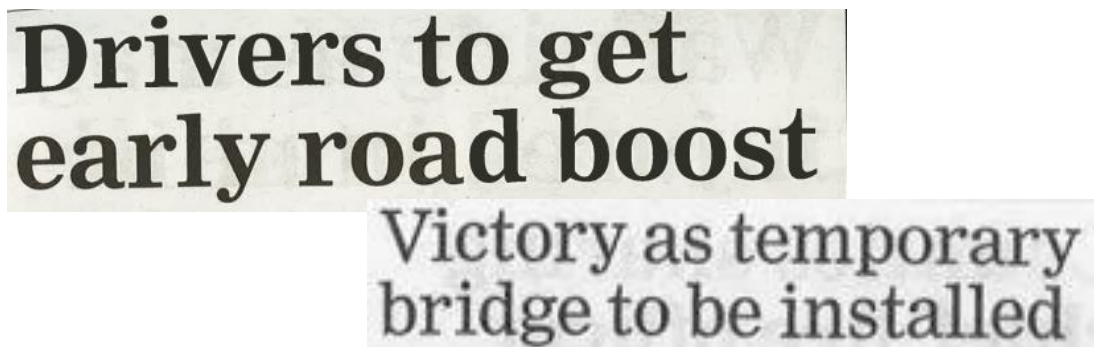 Drivers to get
early road boost
Victory as temporary
bridge to be installed